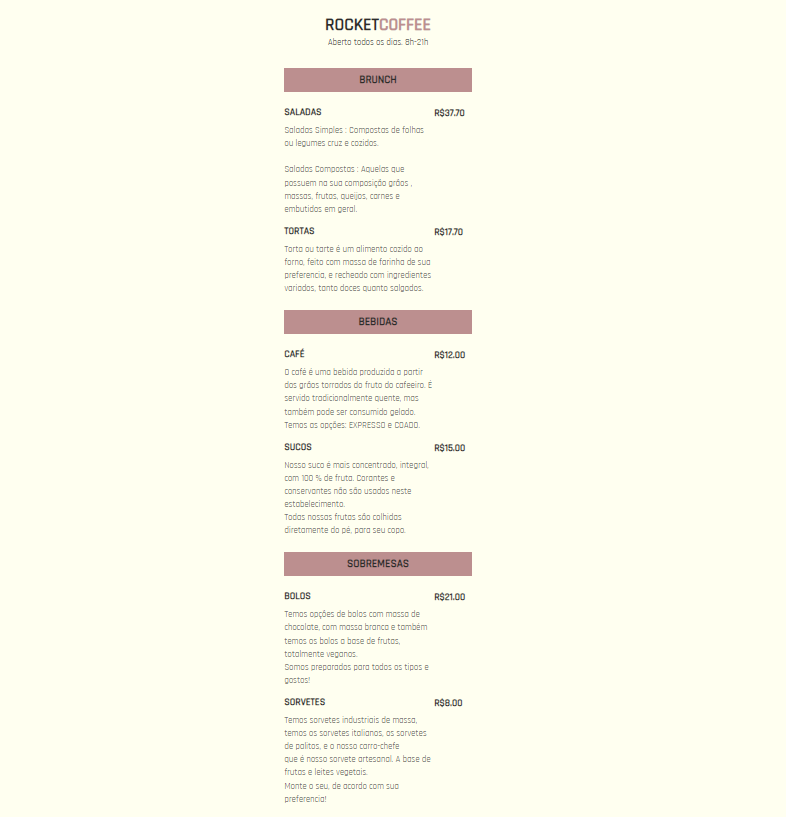 ROCKETCOFFEE
Aberto todos os dias. 8h-21h
BRUNCH
SALADAS R$37.70
Saladas Simples : Compostas de folhas
ou legumes cruz e cozidos.
Saladas Compostas : Aquelas que
possuem na sua composição grãos ,
massas, frutas, queijos, carnes e
embutidos em geral.
TORTAS R$17.70
Torta ou tarte é um alimento cozido ao
forno, feito com massa de farinha de sua
preferencia, e recheado com ingredientes
variados, tanto doces quanto salgados.
BEBIDAS
CAFÉ R$12.00
O café é uma bebida produzida a partir
dos grãos torrados do fruto do cafeeiro. É
servido tradicionalmente quente, mas
também pode ser consumido gelado.
Temos as opções: EXPRESSO e COADO.
SUCOS R$15.00
Nosso suco é mais concentrado, integral,
com 100 % de fruta. Corantes e
conservantes não são usados neste
estabelecimento.
Todas nossas frutas são colhidas
diretamente do pé, para seu copo.
SOBREMESAS
BOLOS R$21.00
Temos opções de bolos com massa de
chocolate, com massa branca e também
temos os bolos a base de frutas,
totalmente veganos.
Somos preparados para todos os tipos e
gostos!
SORVETES R$8.00
Temos sorvetes industriais de massa,
temos os sorvetes italianos, os sorvetes
de palitos, e o nosso carro-chefe
que é nosso sorvete artesanal. A base de
frutas e leites vegetais.
Monte o seu, de acordo com sua
preferencia!